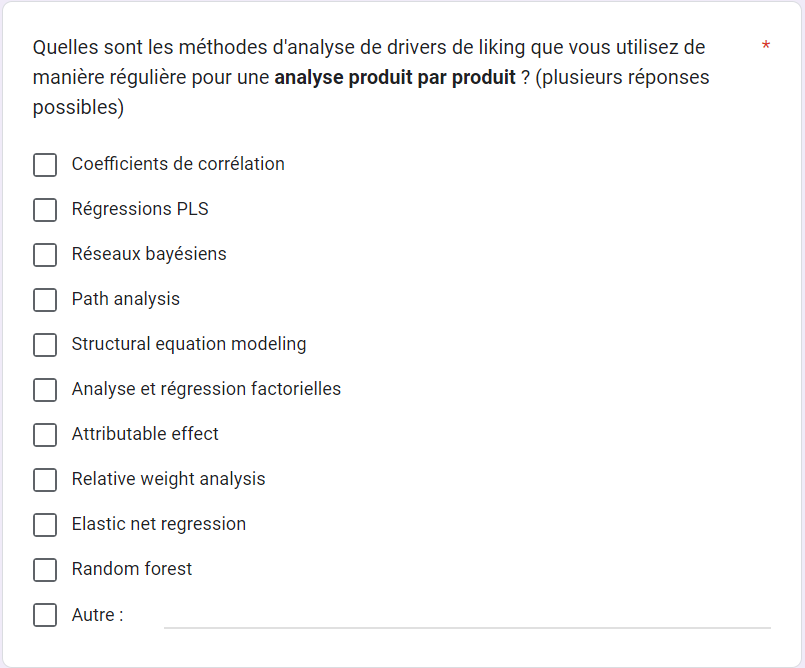 Quelles sont les méthodes d'analyse de drivers de liking que vous utilisez de *
manière régulière pour une analyse produit par produit ? (plusieurs réponses
possibles)
Coefficients de corrélation
Régressions PLS
Réseaux bayésiens
Path analysis
Structural equation modeling
Analyse et régression factorielles
Attributable effect
Relative weight analysis
Elastic net regression
Random forest
Autre :